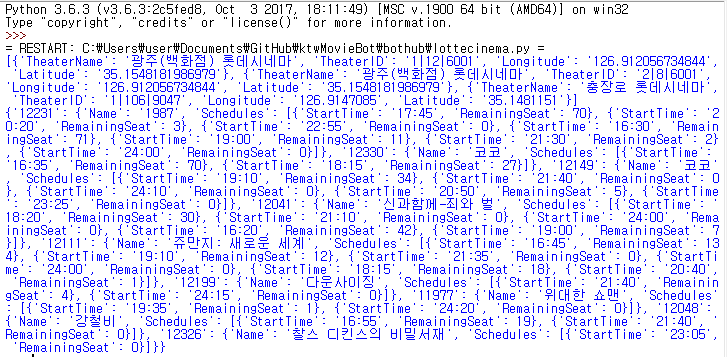 Python 3.6.3 (v3.6.3:2c5fed8, Oct  3 2017, 18:11:49) [MSC v.1900 64 bit (AMD64)] on win32
Type "copyright", "credits" or "license()" for more information.
>>>
= RESTART: C:₩Users₩user₩Documents₩GitHub₩ktwMovieBot₩bothub₩lottecinema.py =
[{'TheaterName': '광주(백화점) 롯데시네마', 'TheaterID': '1|12|6001', 'Longitude': '126.912056734844', 
'Latitude': '35.1548181986979'}, {'TheaterName': '광주(백화점) 롯데시네마', 'TheaterID': '2|8|6001',
'Longitude': '126.912056734844', 'Latitude': '35.1548181986979'}, {'TheaterName': '충장로 롯데시네마',
'TheaterID': '1|106|9047', 'Longitude': '126.9147085', 'Latitude': '35.1481151'}]
{'12231': {'Name': '1987', 'Schedules': [{'StartTime': '17:45', 'RemainingSeat': 70}, {'StartTime': '2
0:20', 'RemainingSeat': 3}, {'StartTime': '22:55', 'RemainingSeat': 0}, {'StartTime': '16:30', 'Remain
ingSeat': 71}, {'StartTime': '19:00', 'RemainingSeat': 11}, {'StartTime': '21:30', 'RemainingSeat': 2}
, {'StartTime': '24:00', 'RemainingSeat': 0}]}, '12330': {'Name': '코코', 'Schedules': [{'StartTime':
'16:35', 'RemainingSeat': 70}, {'StartTime': '18:15', 'RemainingSeat': 27}]}, '12149': {'Name': '코코'
, 'Schedules': [{'StartTime': '19:10', 'RemainingSeat': 34}, {'StartTime': '21:40', 'RemainingSeat': 0
}, {'StartTime': '24:10', 'RemainingSeat': 0}, {'StartTime': '20:50', 'RemainingSeat': 5}, {'StartTime
': '23:25', 'RemainingSeat': 0}]}, '12041': {'Name': '신과함께-죄와 벌', 'Schedules': [{'StartTime': '
18:20', 'RemainingSeat': 30}, {'StartTime': '21:10', 'RemainingSeat': 0}, {'StartTime': '24:00', 'Rema
iningSeat': 0}, {'StartTime': '16:20', 'RemainingSeat': 42}, {'StartTime': '19:00', 'RemainingSeat': 7
}]}, '12111': {'Name': '쥬만지: 새로운 세계', 'Schedules': [{'StartTime': '16:45', 'RemainingSeat': 13
4}, {'StartTime': '19:10', 'RemainingSeat': 12}, {'StartTime': '21:35', 'RemainingSeat': 0}, {'StartTi
me': '24:00', 'RemainingSeat': 0}, {'StartTime': '18:15', 'RemainingSeat': 18}, {'StartTime': '20:40',
'RemainingSeat': 1}]}, '12199': {'Name': '다운사이징', 'Schedules': [{'StartTime': '21:40', 'Remaining
Seat': 4}, {'StartTime': '24:15', 'RemainingSeat': 0}]}, '11977': {'Name': '위대한 쇼맨', 'Schedules':
[{'StartTime': '19:35', 'RemainingSeat': 1}, {'StartTime': '24:20', 'RemainingSeat': 0}]}, '12048':
{'Name': '강철비', 'Schedules': [{'StartTime': '16:55', 'RemainingSeat': 19}, {'StartTime': '21:40', '
RemainingSeat': 0}]}, '12326': {'Name': '찰스 디킨스의 비밀서재', 'Schedules': [{'StartTime': '23:05',
'RemainingSeat': 0}]}}